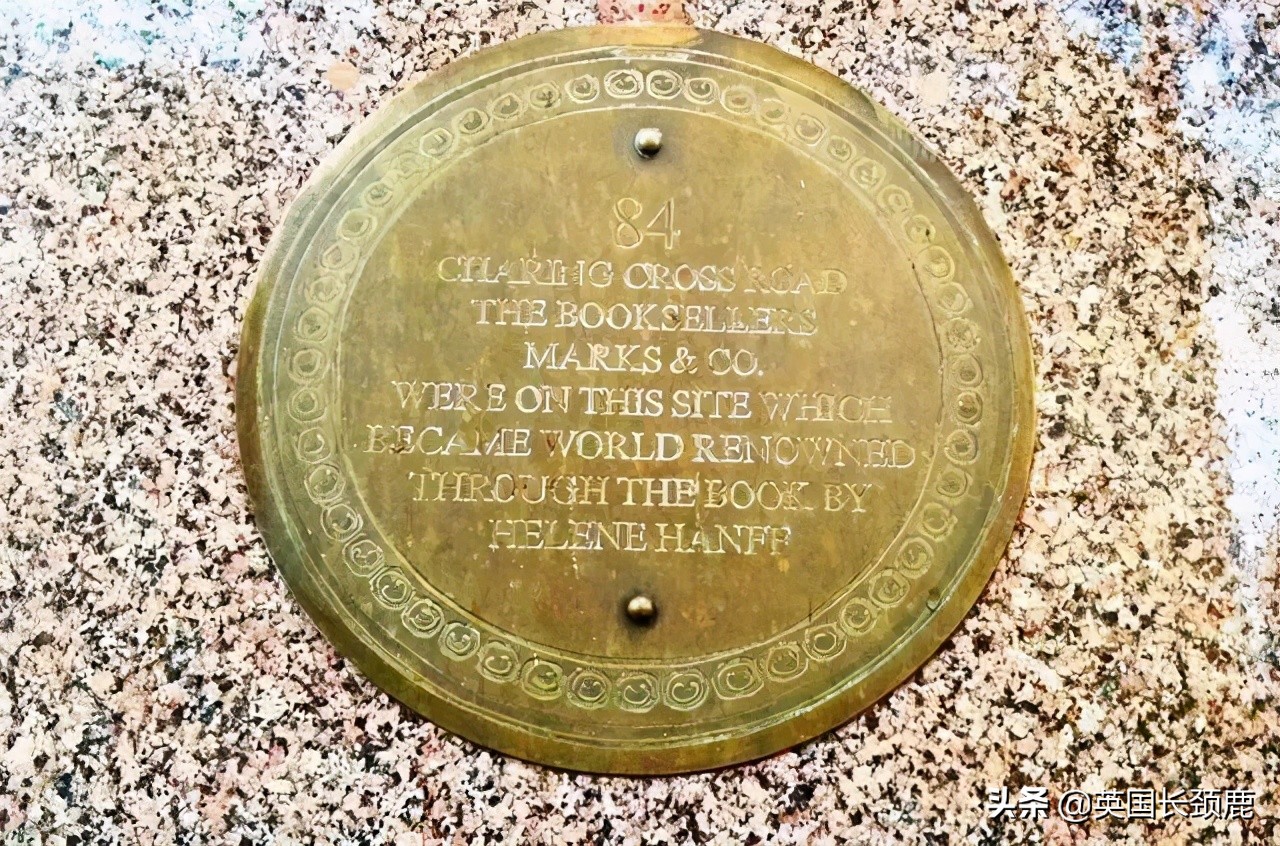 84
CHARING CROSS ROAD
THE BOOKSELLERS
MARKS & CO.
WERE ON THIS SITE WHICH
BECAME WORLD RENOWNED
THROUGH THE BOOK BY
HELENE HANFF
头条 @英国长颈鹿